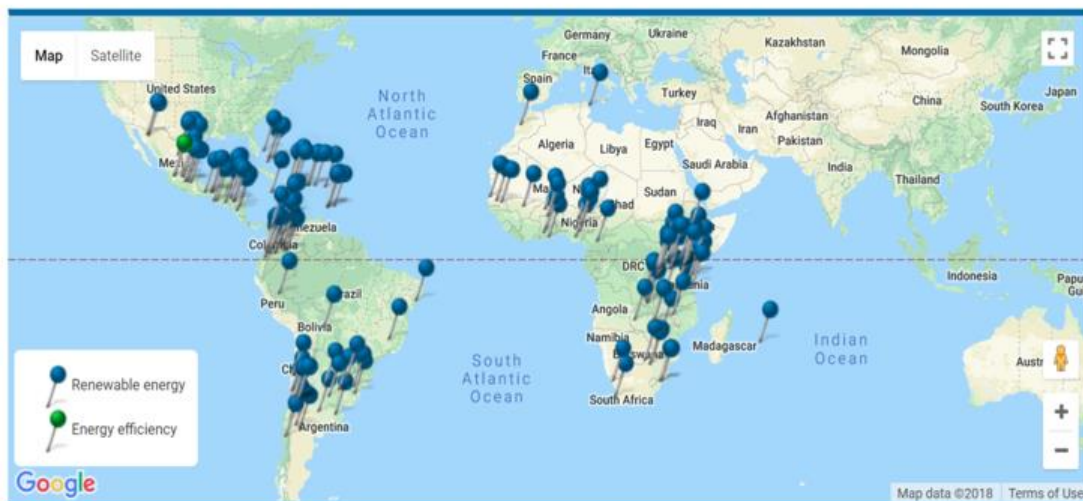 Map Satellite
Germany
Ukraine
Kazakhstan
Mongolia
France
Spain
Turkey
United States
North
Atlantic
Ocean
China
South Korea
Japan
Afghanistan
Iraq
Iran
Pakistan
Algeria
Libya
Egypt
Saudi Arabia
India
Sudan
Thailand
Nigeria
DRC
Indonesia
Peru
Angola
Bolivia
Namibia
Madagascar
Indian
Ocean
South
Atlantic
Ocean
South Africa
Argentina
Renewable energy
Energy efficiency
Google
Map data ©2018 Terms of Use